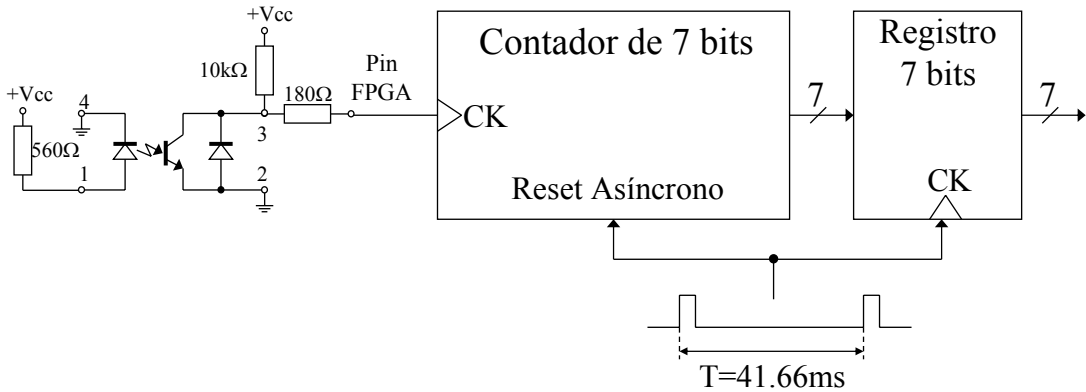 +Vcc
10kΩ
Pin
FPGA
180Ω
+Vcc
4
3
560Ω
1
2
Contador de 7 bits
CK
Reset Asíncrono
7
Registro
7 bits
CK
7
T=41.66ms